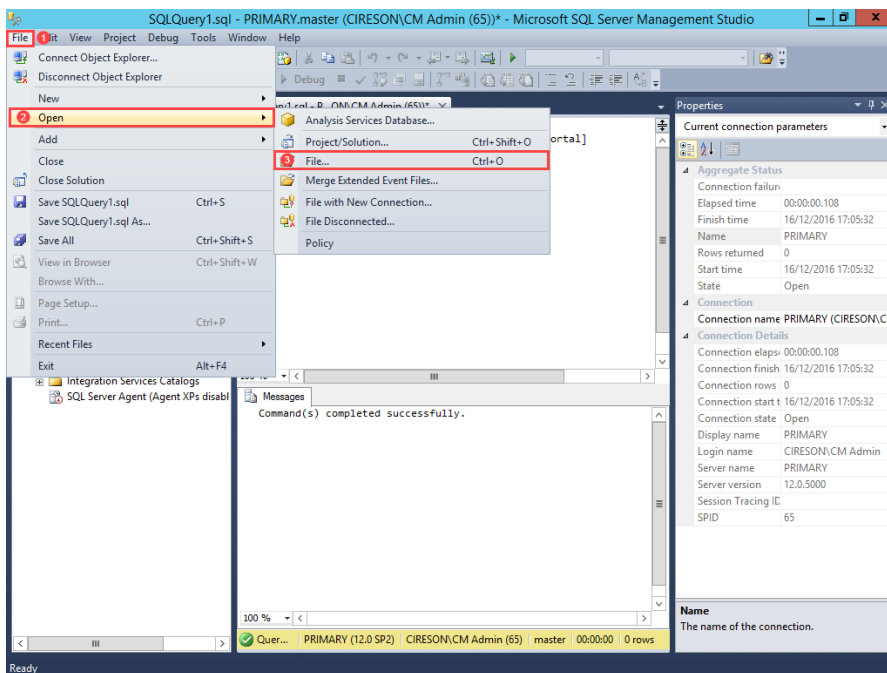 SQLQuery1.sql - PRIMARY.master (CIRESON\CM Admin (65))* - Microsoft SQL Server Management Studio
File 1 dit View Project Debug Tools Window Help
Debug
Connect Object Explorer...
Disconnect Object Explorer
New
2 Open
Add
Close
Close Solution
Save SQLQuery1.sql Ctrl+S
Save SQLQuery1.sql As...
Save All Ctrl+Shift+S
View in Browser Ctrl+Shift+W
Browse With...
Page Setup...
Print... Ctrl+P
Recent Files
Exit Alt+F4
Analysis Services Database...
Project/Solution... Ctrl+Shift+O
3 File... Ctrl+O
Merge Extended Event Files...
File with New Connection...
File Disconnected...
Policy
ortal]
Integration Services Catalogs
SQL Server Agent (Agent XPs disabl
Messages
Command(s) completed successfully.
100 %
Quer... PRIMARY (12.0 SP2) CIRESON\CM Admin (65) master 00:00:00 0 rows
Properties
Current connection parameters
Aggregate Status
Connection failure
Elapsed time 00:00:00.108
Finish time 16/12/2016 17:05:32
Name PRIMARY
Rows returned 0
Start time 16/12/2016 17:05:32
State Open
Connection
Connection name PRIMARY (CIRESON\C
Connection Details
Connection elaps 00:00:00.108
Connection finish 16/12/2016 17:05:32
Connection rows 0
Connection start t 16/12/2016 17:05:32
Connection state Open
Display name PRIMARY
Login name CIRESON\CM Admin
Server name PRIMARY
Server version 12.0.5000
Session Tracing ID
SPID 65
Name
The name of the connection.
Ready